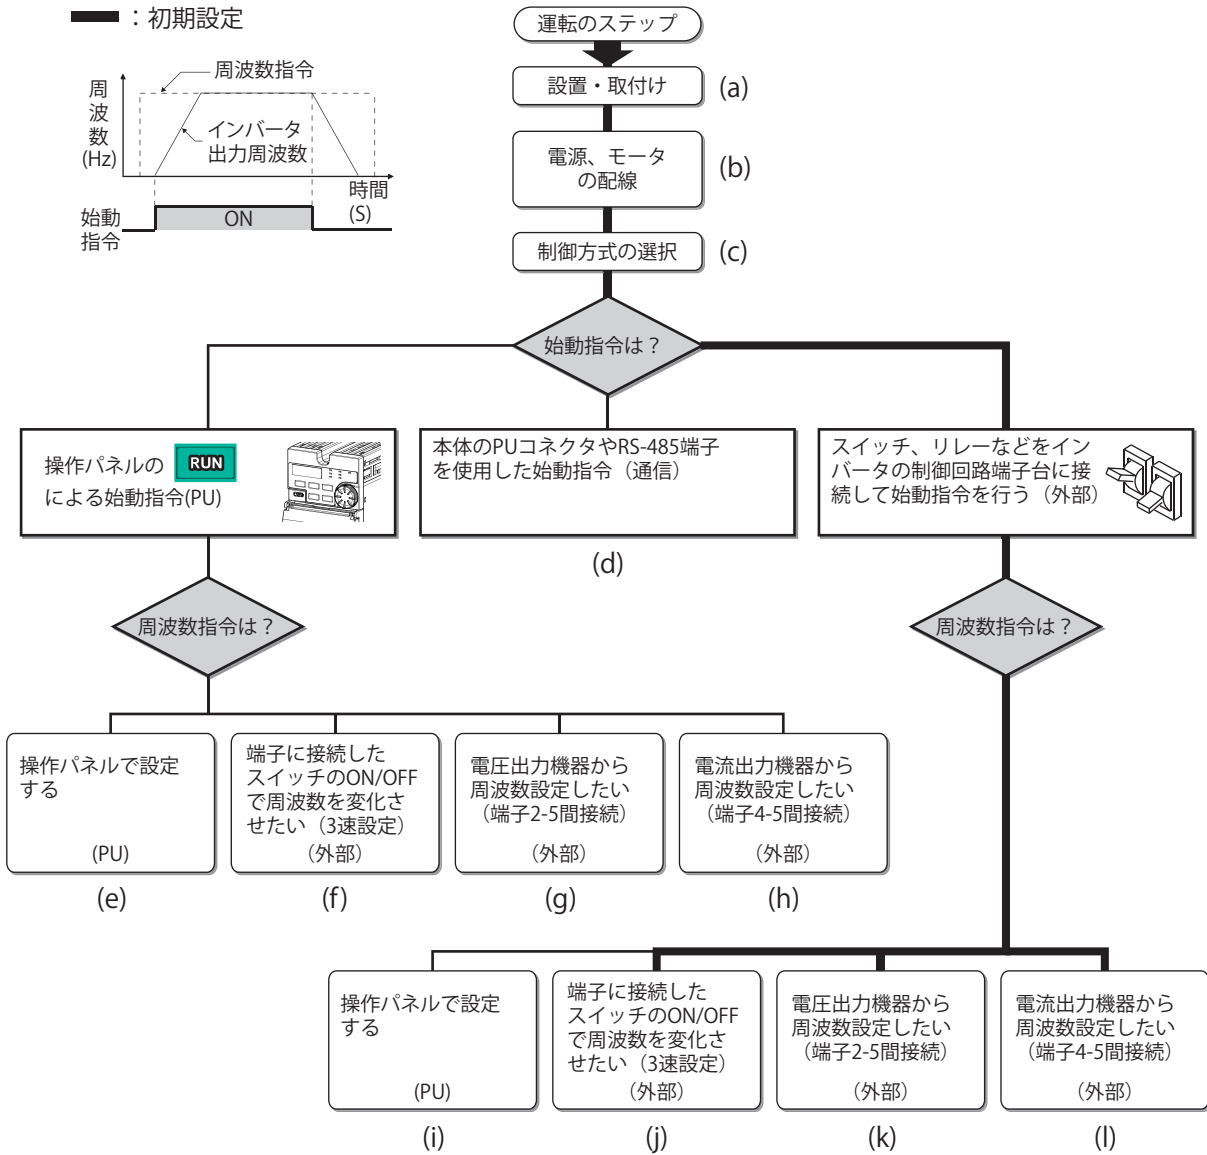 ：初期設定
周波数指令
周
波
数
(Hz)
インバータ
出力周波数
時間
(S)
始動
指令
ON
運転のステップ
設置・取付け
(a)
電源、モータ
の配線
(b)
制御方式の選択
(c)
始動指令は？
操作パネルの
RUN
による始動指令(PU)
本体のPUコネクタやRS-485端子
を使用した始動指令（通信）
(d)
スイッチ、リレーなどをイン
バータの制御回路端子台に接
続して始動指令を行う（外部）
周波数指令は？
周波数指令は？
操作パネルで設定
する
(PU)
(e)
端子に接続した
スイッチのON/OFF
で周波数を変化さ
せたい（3速設定）
（外部）
(f)
電圧出力機器から
周波数設定したい
（端子2-5間接続）
（外部）
(g)
電流出力機器から
周波数設定したい
（端子4-5間接続）
（外部）
(h)
操作パネルで設定
する
(PU)
(i)
端子に接続した
スイッチのON/OFF
で周波数を変化さ
せたい（3速設定）
（外部）
(j)
電圧出力機器から
周波数設定したい
（端子2-5間接続）
（外部）
(k)
電流出力機器から
周波数設定したい
（端子4-5間接続）
（外部）
(l)